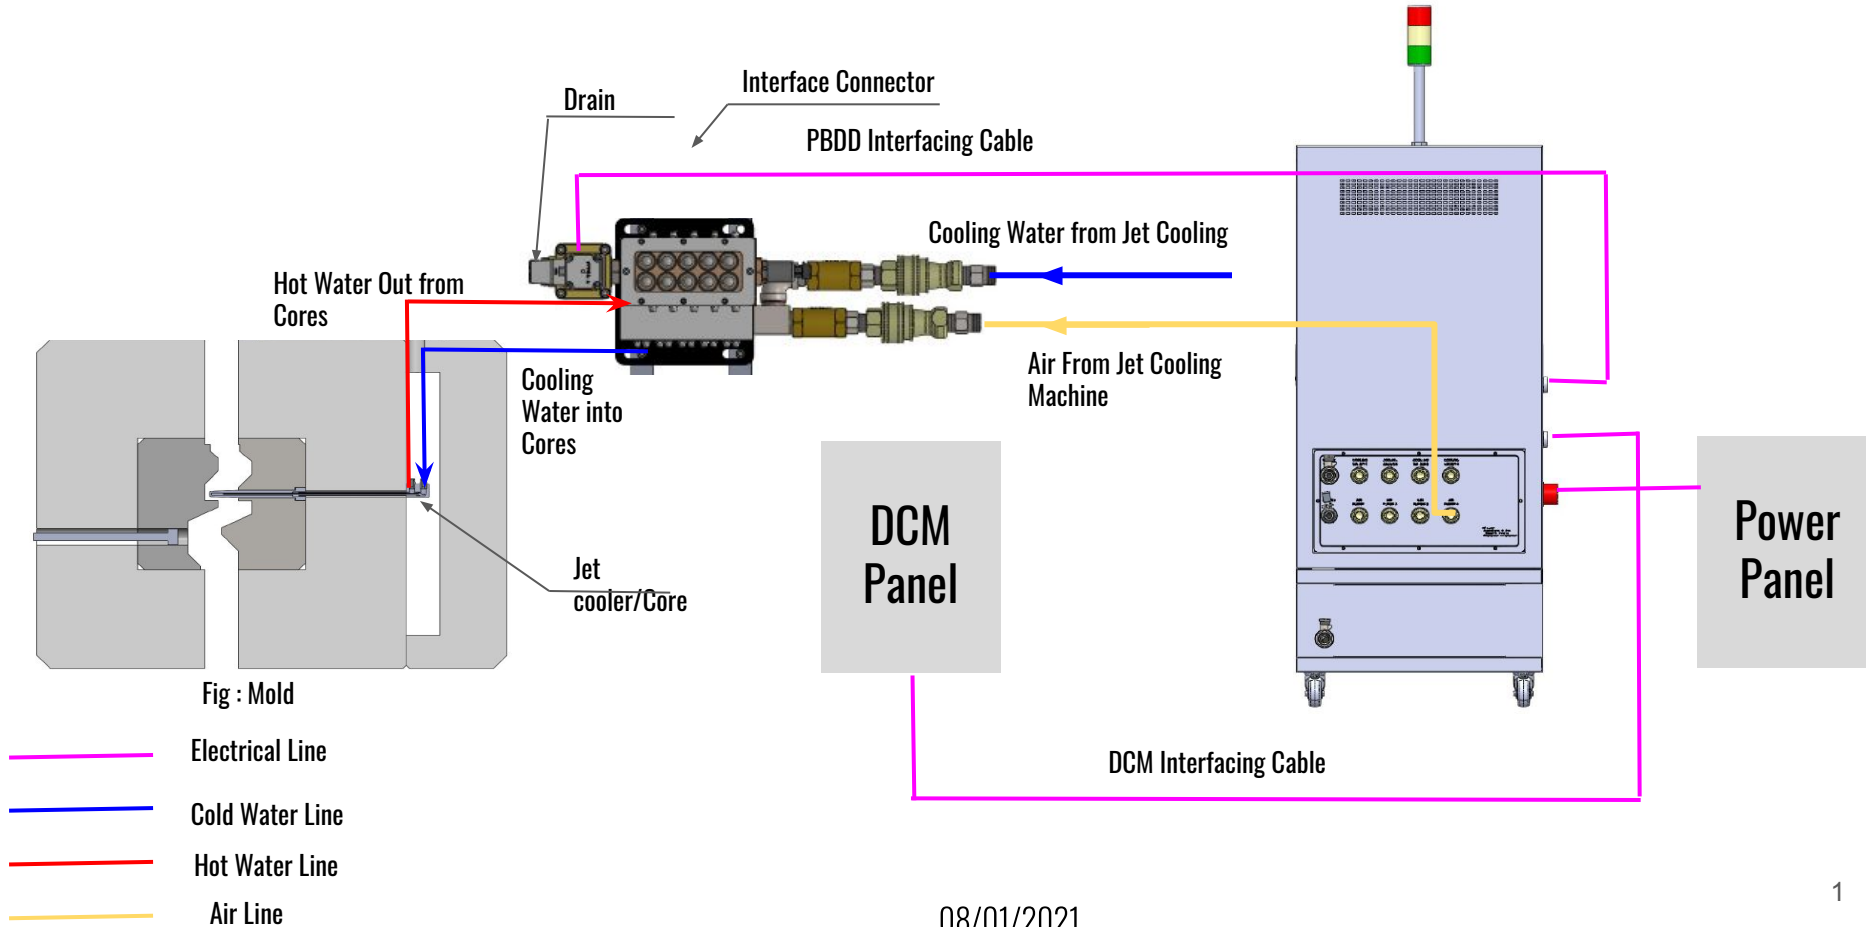 Interface Connector
Drain
PBDD Interfacing Cable
Cooling Water from Jet Cooling
Hot Water Out from
Cores
Air From Jet Cooling
Machine
Cooling
Water into
Cores
DCM
Panel
Power
Panel
Jet
cooler/Core
Fig : Mold
Electrical Line
DCM Interfacing Cable
Cold Water Line
Hot Water Line
Air Line
08/01/2021
1